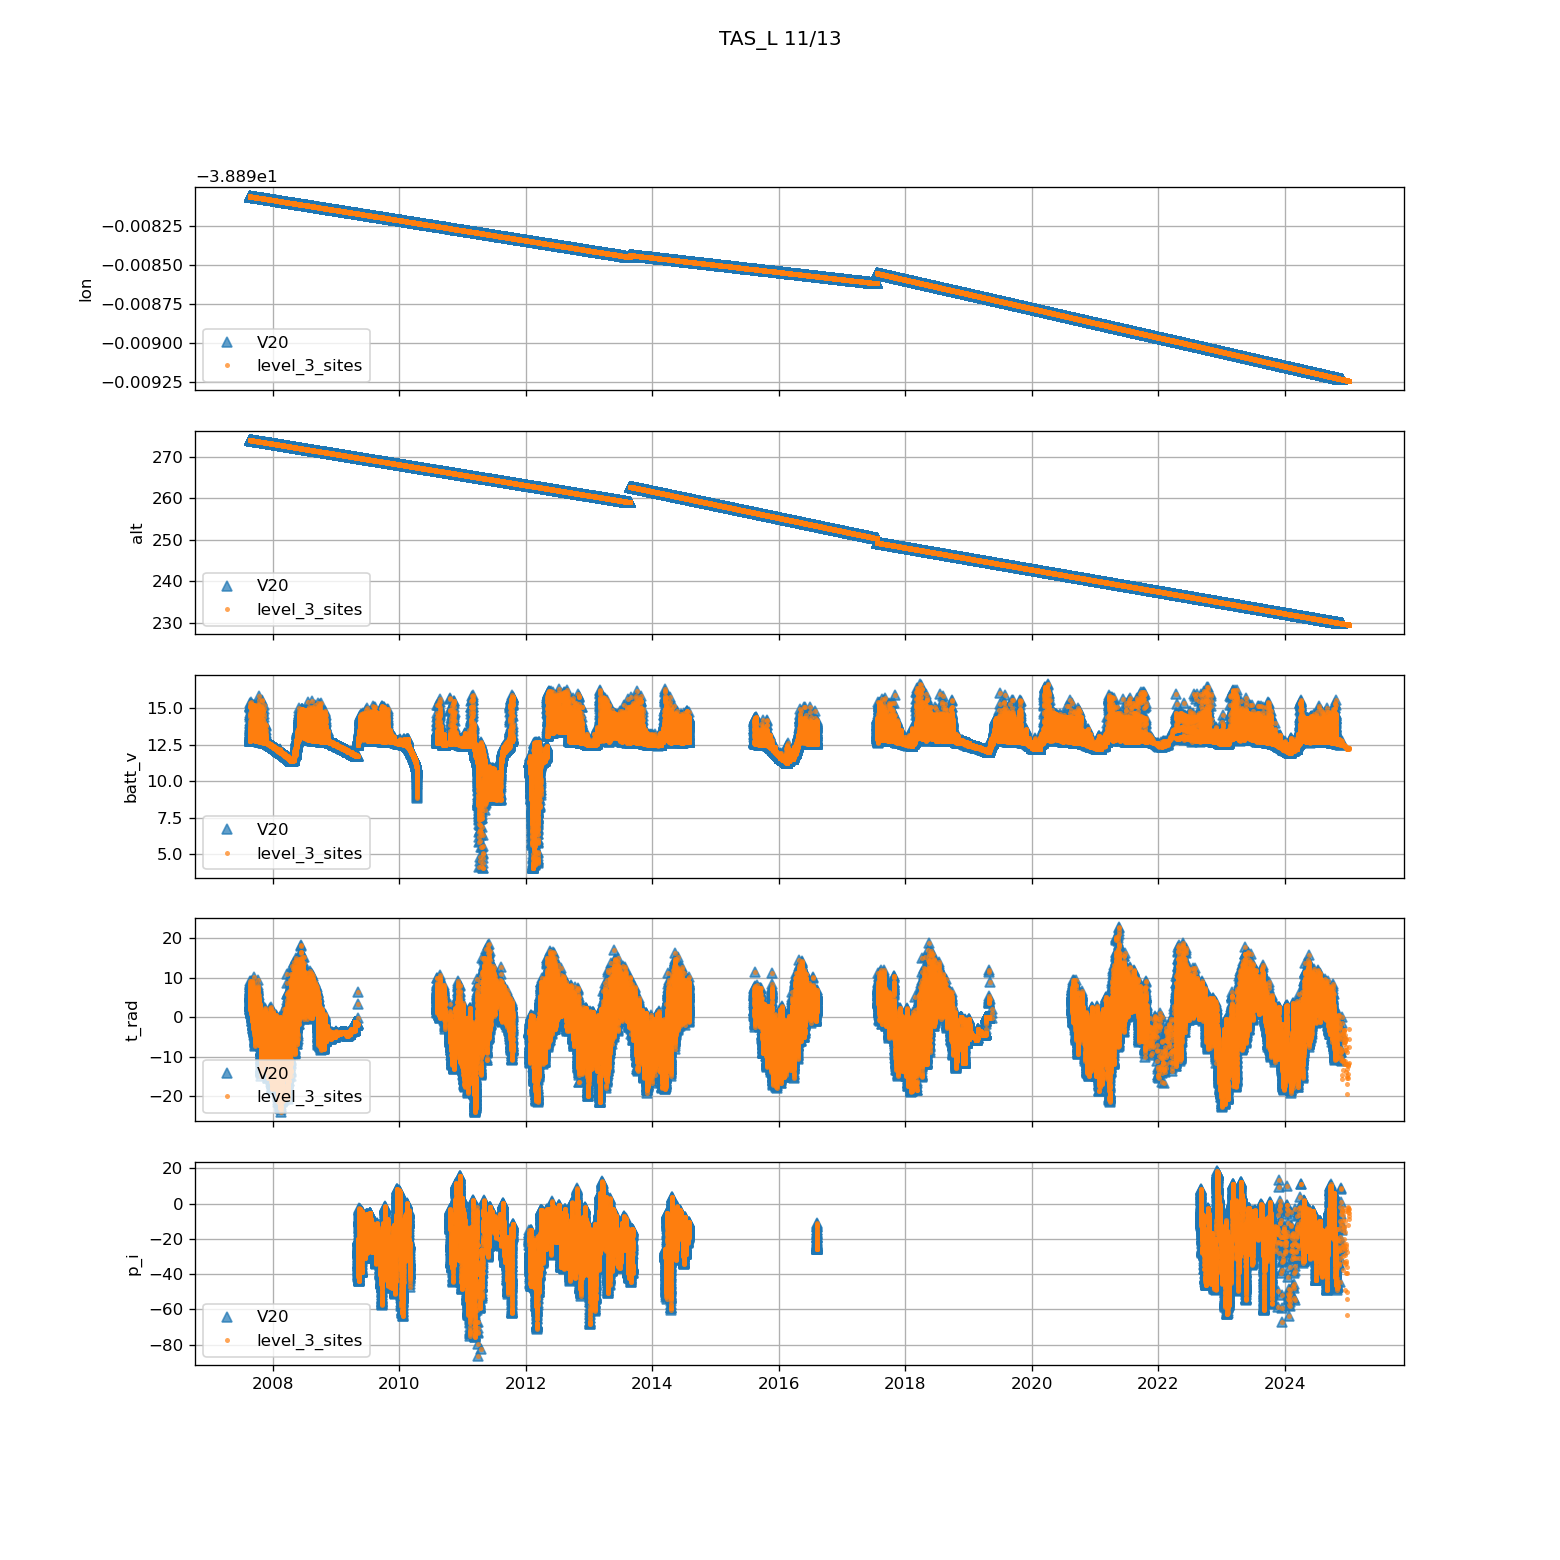 TAS_L 11/13
−3.889e1
lon
−0.00825
−0.00850
−0.00875
−0.00900
−0.00925
V20
level_3_sites
alt
270
260
250
240
230
V20
level_3_sites
batt_v
15.0
12.5
10.0
7.5
5.0
V20
level_3_sites
t_rad
20
10
0
−10
−20
V20
level_3_sites
p_i
20
0
−20
−40
−60
−80
V20
level_3_sites
2008 2010 2012 2014 2016 2018 2020 2022 2024